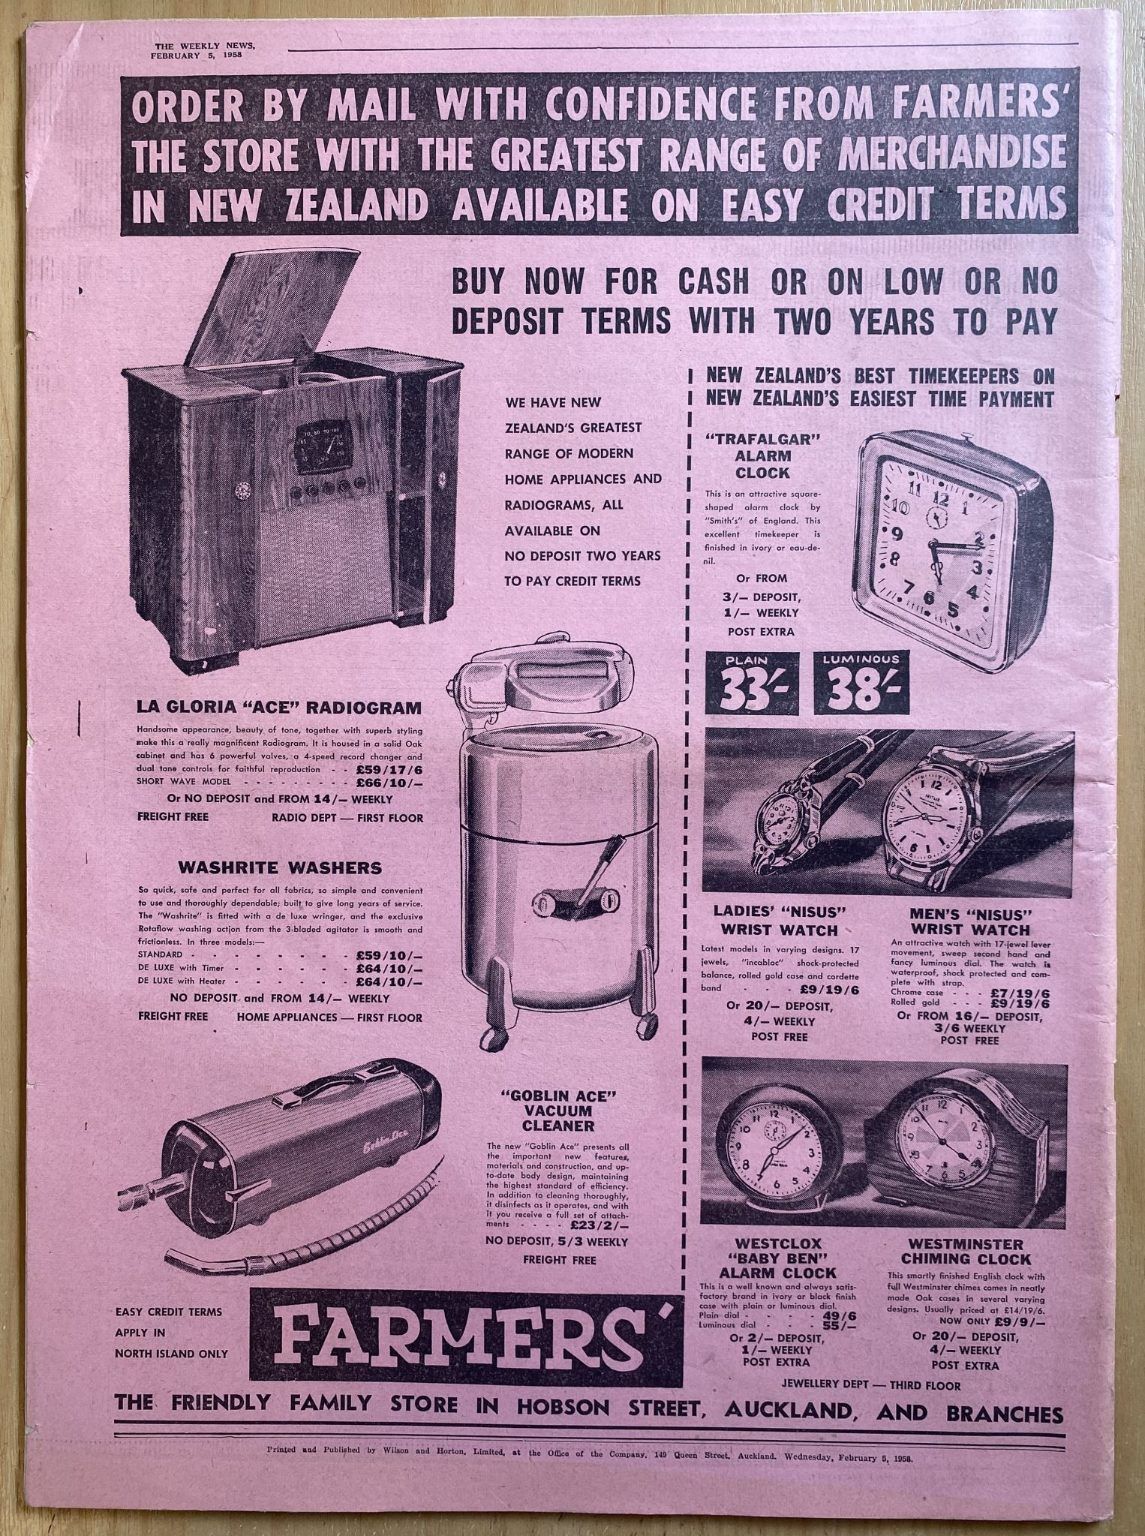 THE WEEKLY NEWS,
FEBRUARY 5, 1958
ORDER BY MAIL WITH CONFIDENCE FROM FARMERS'
THE STORE WITH THE GREATEST RANGE OF MERCHANDISE
IN NEW ZEALAND AVAILABLE ON EASY CREDIT TERMS
BUY NOW FOR CASH OR ON LOW OR NO
DEPOSIT TERMS WITH TWO YEARS TO PAY
WE HAVE NEW
ZEALAND'S GREATEST
RANGE OF MODERN
HOME APPLIANCES AND
RADIOGRAMS, ALL
AVAILABLE ON
NO DEPOSIT TWO YEARS
TO PAY CREDIT TERMS
LA GLORIA "ACE" RADIOGRAM
Handsome appearance, beauty of tone, together with superb styling
make this a really magnificent Radiogram. It is housed in a solid Oak
cabinet and has 6 powerful valves, a 4-speed record changer and
dual tone controls for faithful reproduction - - £59/17/6
SHORT WAVE MODEL - - - - - - - - £66/10/–
Or NO DEPOSIT and FROM 14/– WEEKLY
FREIGHT FREE RADIO DEPT — FIRST FLOOR
WASHRITE WASHERS
So quick, safe and perfect for all fabrics, so simple and convenient
to use and thoroughly dependable; built to give long years of service.
The "Washrite" is fitted with a de luxe wringer, and the exclusive
Rotaflow washing action from the 3-bladed agitator is smooth and
frictionless. In three models:—
STANDARD - - - - - - - £59/10/–
DE LUXE with Timer - - - - - £64/10/–
DE LUXE with Heater - - - - - £64/10/–
NO DEPOSIT and FROM 14/– WEEKLY
FREIGHT FREE HOME APPLIANCES — FIRST FLOOR
Goblin Ace
"GOBLIN ACE"
VACUUM
CLEANER
The new "Goblin Ace" presents all
the important new features,
materials and construction, and up-
to-date body design, maintaining
the highest standard of efficiency.
In addition to cleaning thoroughly,
it disinfects as it operates, and with
it you receive a full set of attach-
ments - - - - £23/2/–
NO DEPOSIT, 5/3 WEEKLY
FREIGHT FREE
NEW ZEALAND'S BEST TIMEKEEPERS ON
NEW ZEALAND'S EASIEST TIME PAYMENT
"TRAFALGAR"
ALARM
CLOCK
This is an attractive square-
shaped alarm clock by
"Smith's" of England. This
excellent timekeeper is
finished in ivory or eau-de-
nil.
Or FROM
3/– DEPOSIT,
1/– WEEKLY
POST EXTRA
12 1 2 3 4 5 6 7 8 9 10 11
PLAIN
33/-
LUMINOUS
38/-
LADIES' "NISUS"
WRIST WATCH
Latest models in varying designs. 17
jewels, "incabloc" shock-protected
balance, rolled gold case and cordette
band - - - £9/19/6
Or 20/– DEPOSIT,
4/– WEEKLY
POST FREE
MEN'S "NISUS"
WRIST WATCH
An attractive watch with 17-jewel lever
movement, sweep second hand and
fancy luminous dial. The watch is
waterproof, shock protected and com-
plete with strap.
Chrome case - - - £7/19/6
Rolled gold - - - £9/19/6
Or FROM 16/– DEPOSIT,
3/6 WEEKLY
POST FREE
WESTCLOX
"BABY BEN"
ALARM CLOCK
This is a well known and always satis-
factory brand in ivory or black finish
case with plain or luminous dial.
Plain dial - - - - 49/6
Luminous dial - - - 55/–
Or 2/– DEPOSIT,
1/– WEEKLY
POST EXTRA
WESTMINSTER
CHIMING CLOCK
This smartly finished English clock with
full Westminster chimes comes in neatly
made Oak cases in several varying
designs. Usually priced at £14/19/6.
NOW ONLY £9/9/–
Or 20/– DEPOSIT,
4/– WEEKLY
POST EXTRA
JEWELLERY DEPT — THIRD FLOOR
EASY CREDIT TERMS
APPLY IN
NORTH ISLAND ONLY
FARMERS'
THE FRIENDLY FAMILY STORE IN HOBSON STREET, AUCKLAND, AND BRANCHES
Printed and Published by Wilson and Horton, Limited, at the Office of the Company, 149 Queen Street, Auckland. Wednesday, February 5, 1958.